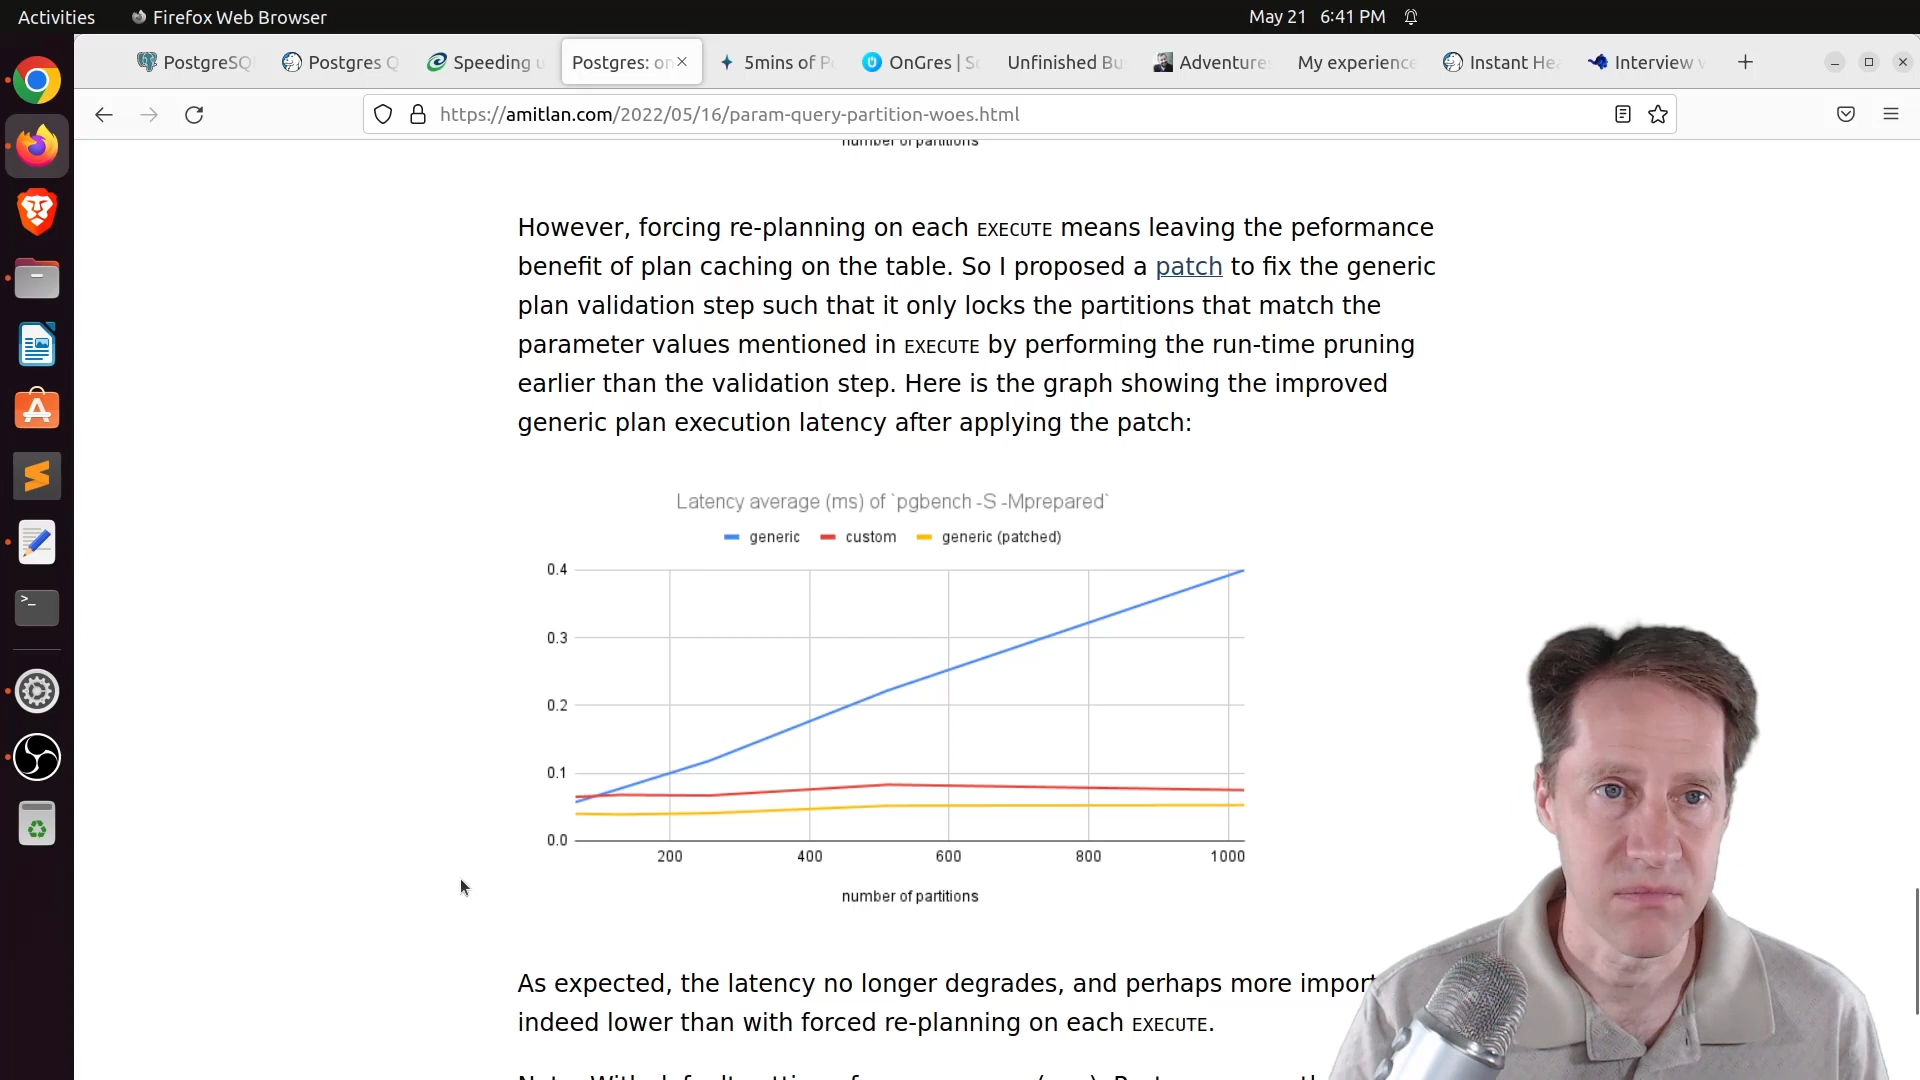 Activities
Firefox Web Browser
May 21 6:41 PM
PostgreSQ
Postgres Q
Speeding u
Postgres: on
5mins of P
OnGres | S
Unfinished Bu
Adventure
My experience
Instant He
Interview
https://amitlan.com/2022/05/16/param-query-partition-woes.html
number of partitions
However, forcing re-planning on each EXECUTE means leaving the peformance
benefit of plan caching on the table. So I proposed a patch to fix the generic
plan validation step such that it only locks the partitions that match the
parameter values mentioned in EXECUTE by performing the run-time pruning
earlier than the validation step. Here is the graph showing the improved
generic plan execution latency after applying the patch:
Latency average (ms) of `pgbench -S -Mprepared`
generic custom generic (patched)
0.4
0.3
0.2
0.1
0.0
200 400 600 800 1000
number of partitions
As expected, the latency no longer degrades, and perhaps more import
indeed lower than with forced re-planning on each EXECUTE.